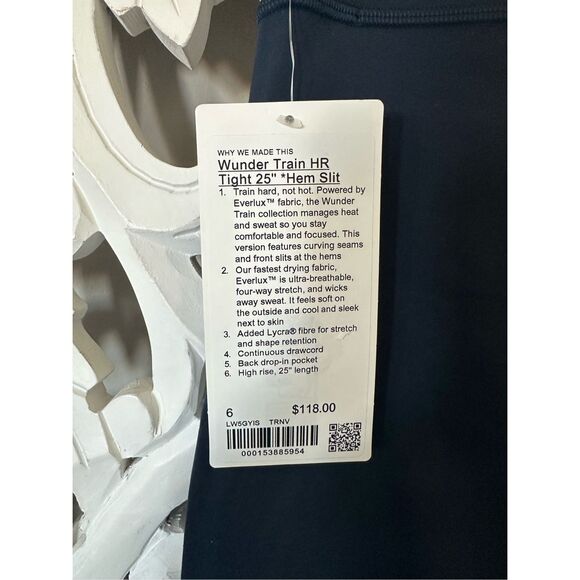 WHY WE MADE THIS
Wunder Train HR
Tight 25" *Hem Slit
1. Train hard, not hot. Powered by
Everlux™ fabric, the Wunder
Train collection manages heat
and sweat so you stay
comfortable and focused. This
version features curving seams
and front slits at the hems
2. Our fastest drying fabric,
Everlux™ is ultra-breathable,
four-way stretch, and wicks
away sweat. It feels soft on
the outside and cool and sleek
next to skin
3. Added Lycra® fibre for stretch
and shape retention
4. Continuous drawcord
5. Back drop-in pocket
6. High rise, 25" length
6 $118.00
LW5GYIS TRNV
000153885954